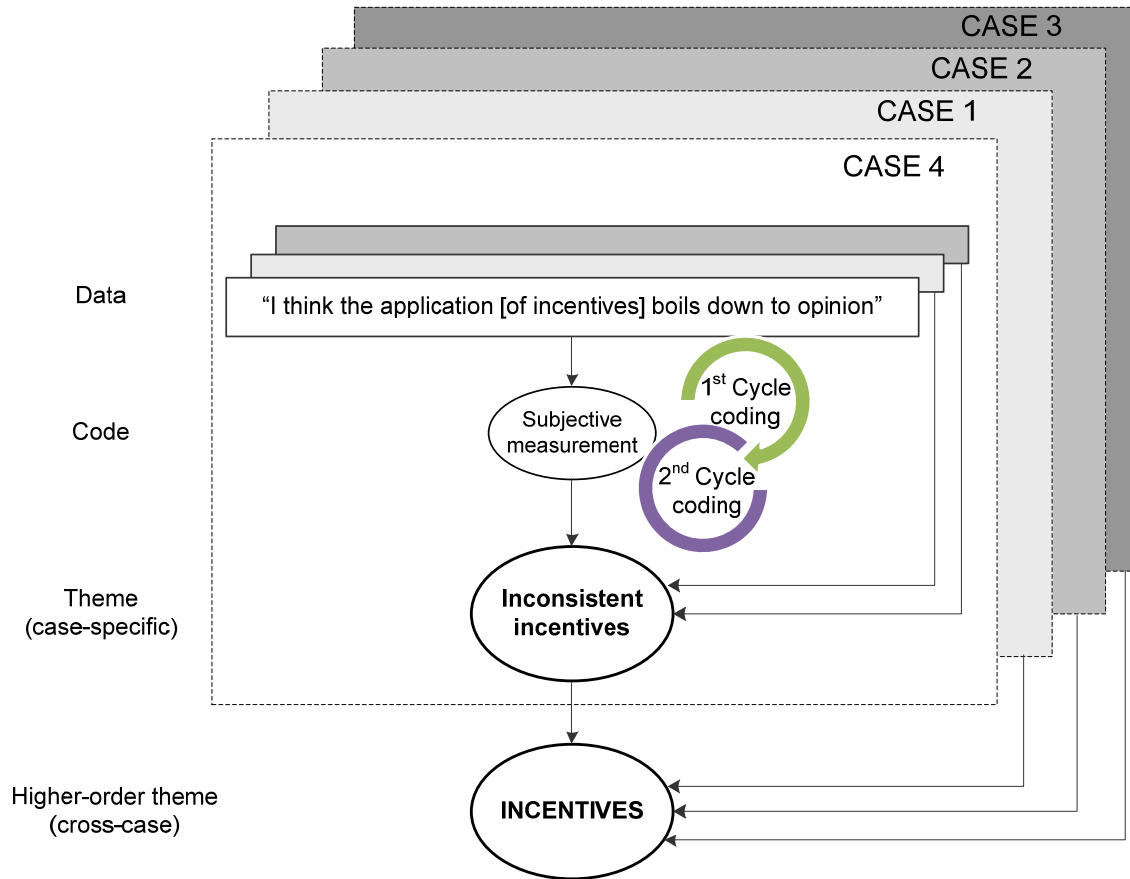 CASE 3
CASE 2
CASE 1
CASE 4
Data
“I think the application [of incentives] boils down to opinion”
1st Cycle
coding
Code
Subjective
measurement
2nd Cycle
coding
Theme
(case-specific)
Inconsistent
incentives
Higher-order theme
(cross-case)
INCENTIVES